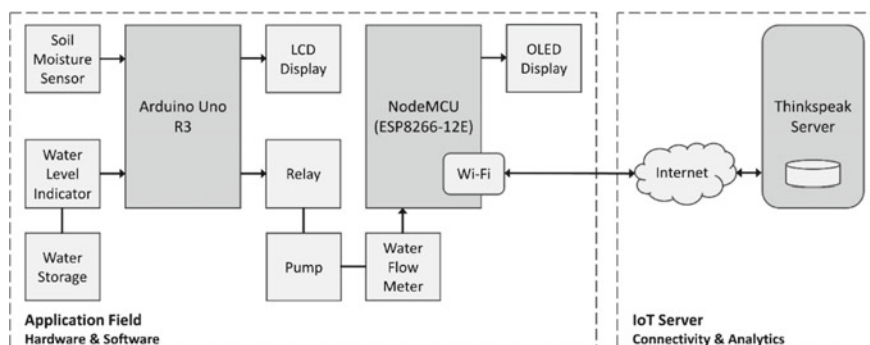 Soil
Moisture
Sensor
Arduino Uno
R3
LCD
Display
NodeMCU
(ESP8266-12E)
OLED
Display
Thinkspeak
Server
Water
Level
Indicator
Relay
Wi-Fi
Internet
Water
Storage
Pump
Water
Flow
Meter
Application Field
Hardware & Software
IoT Server
Connectivity & Analytics